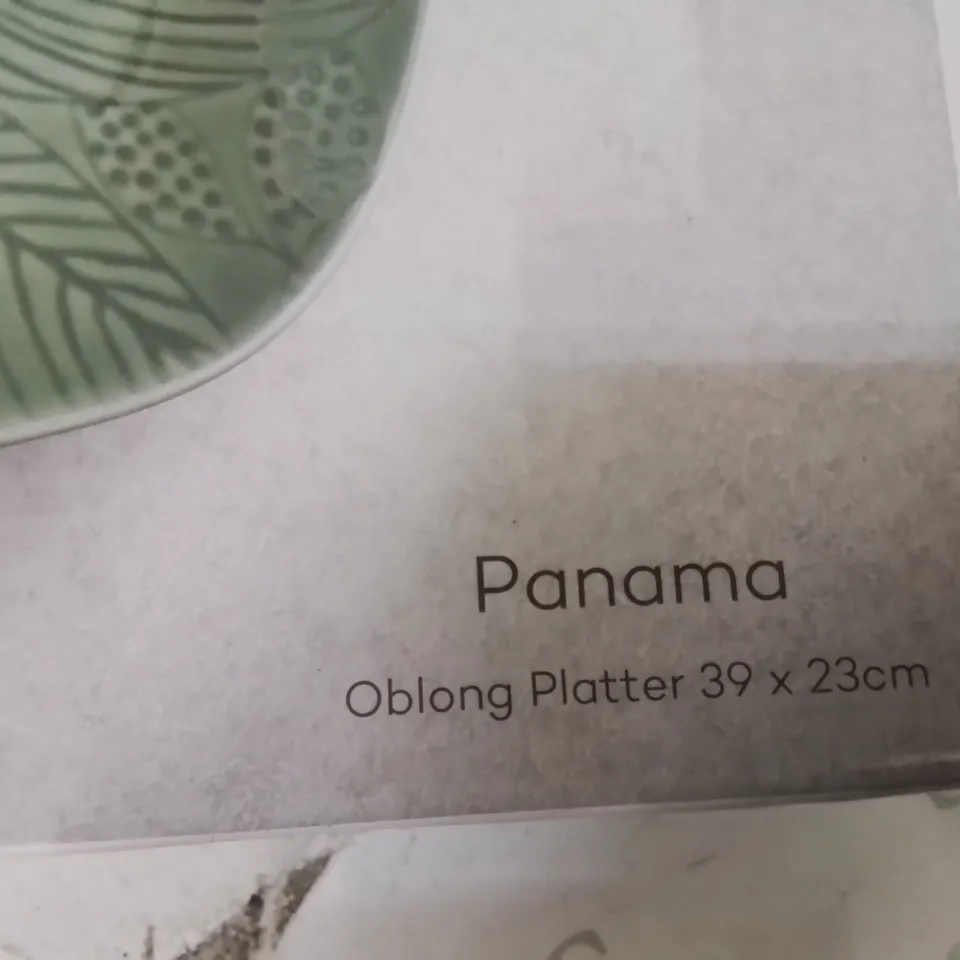 Panama
Oblong Platter 39 x 23cm